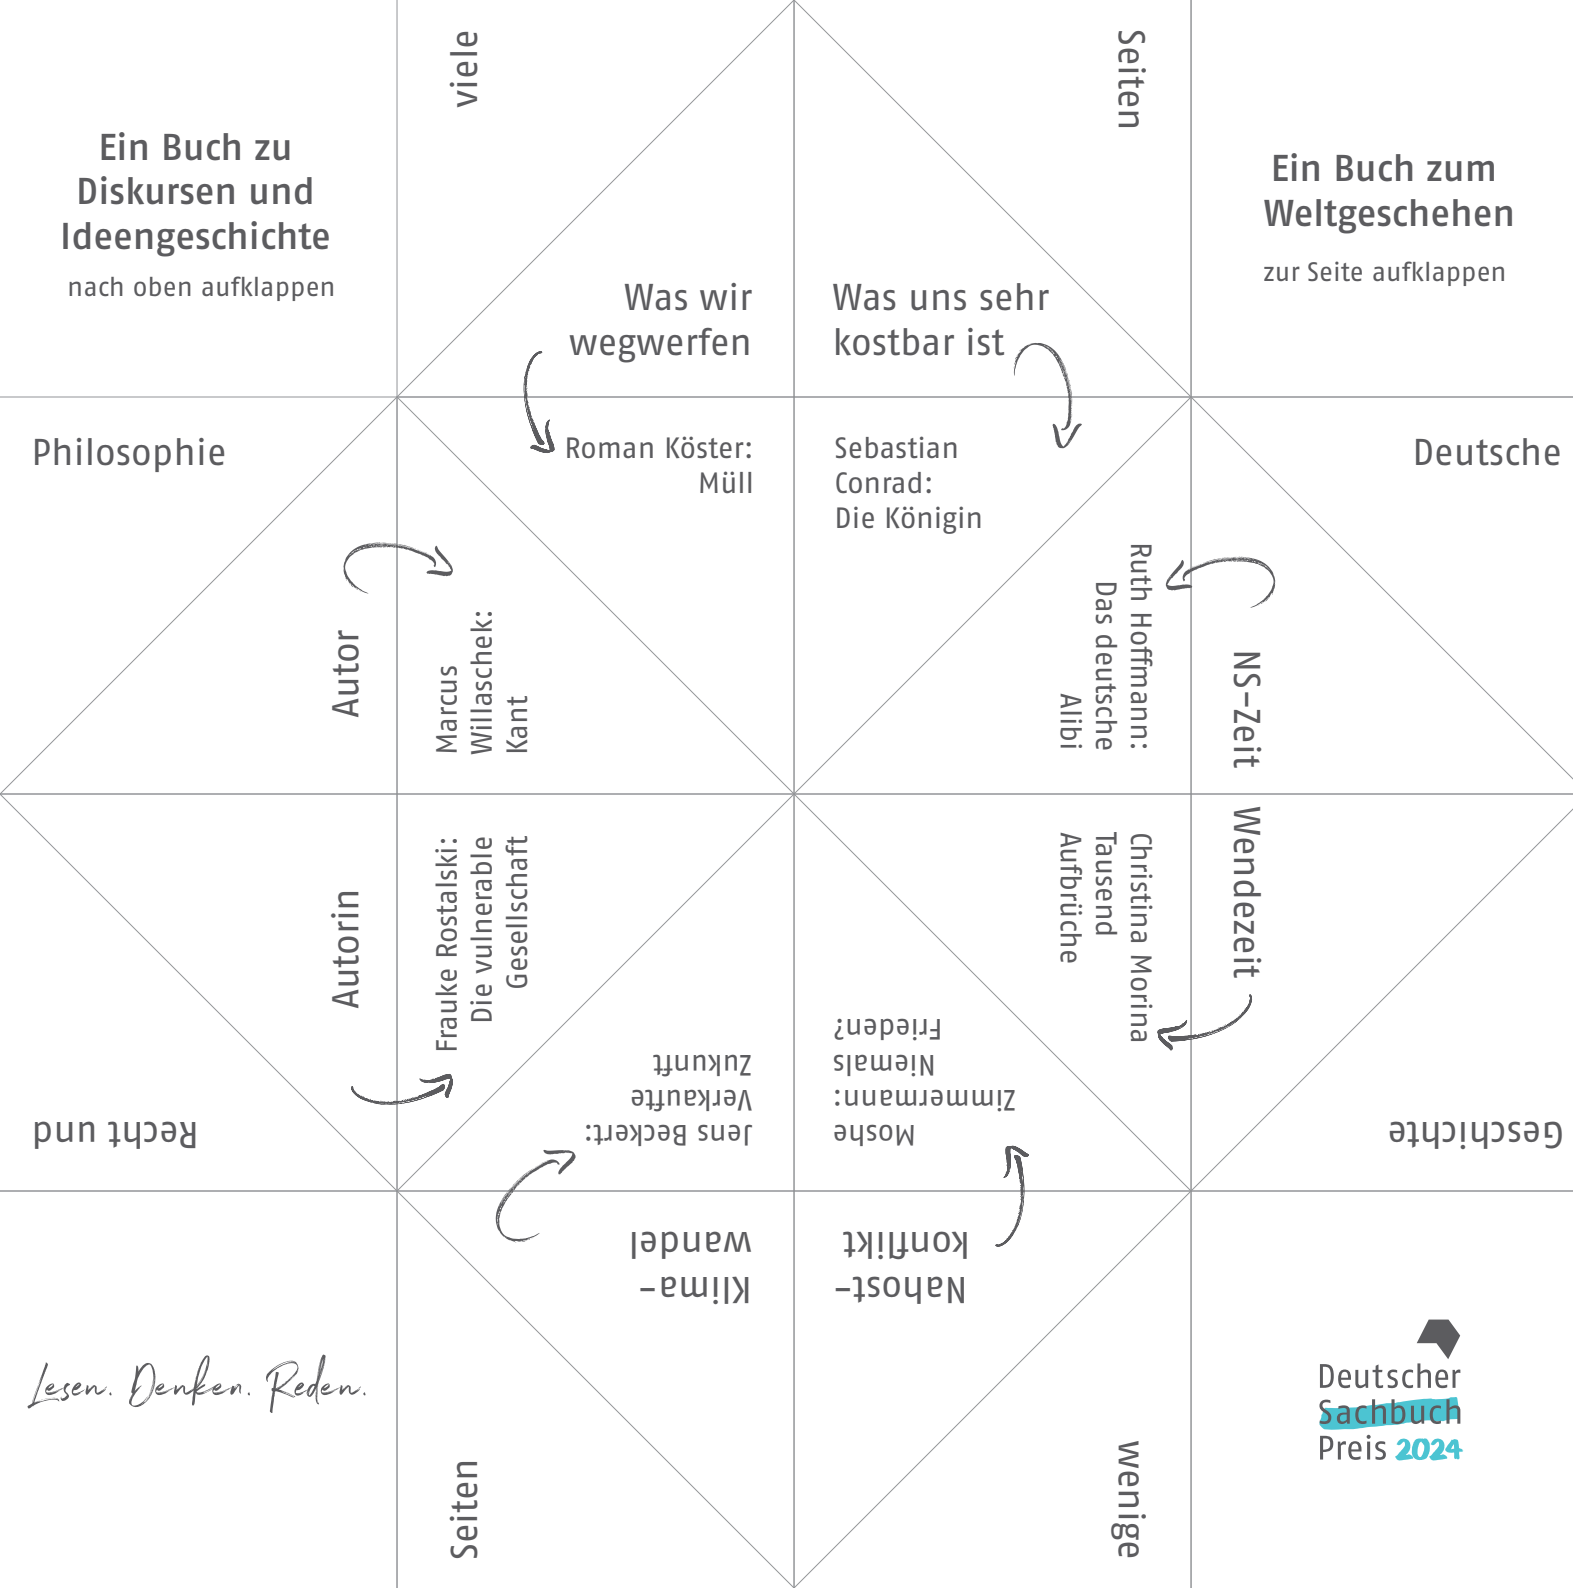 viele
Seiten
Ein Buch zu
Diskursen und
Ideengeschichte
nach oben aufklappen
Ein Buch zum
Weltgeschehen
zur Seite aufklappen
Was wir
wegwerfen
Was uns sehr
kostbar ist
Philosophie
Deutsche
Roman Köster:
Müll
Sebastian
Conrad:
Die Königin
Autor
Marcus
Willaschek:
Kant
Ruth Hoffmann:
Das deutsche
Alibi
NS-Zeit
Autorin
Frauke Rostalski:
Die vulnerable
Gesellschaft
Christina Morina
Tausend
Aufbrüche
Wendezeit
Jens Beckert:
Verkaufte
Zukunft
Moshe
Zimmermann:
Niemals
Frieden?
Recht und
Geschichte
Klima-
wandel
Nahost-
konflikt
Lesen. Denken. Reden.
Seiten
wenige
Deutscher
Sachbuch
Preis 2024